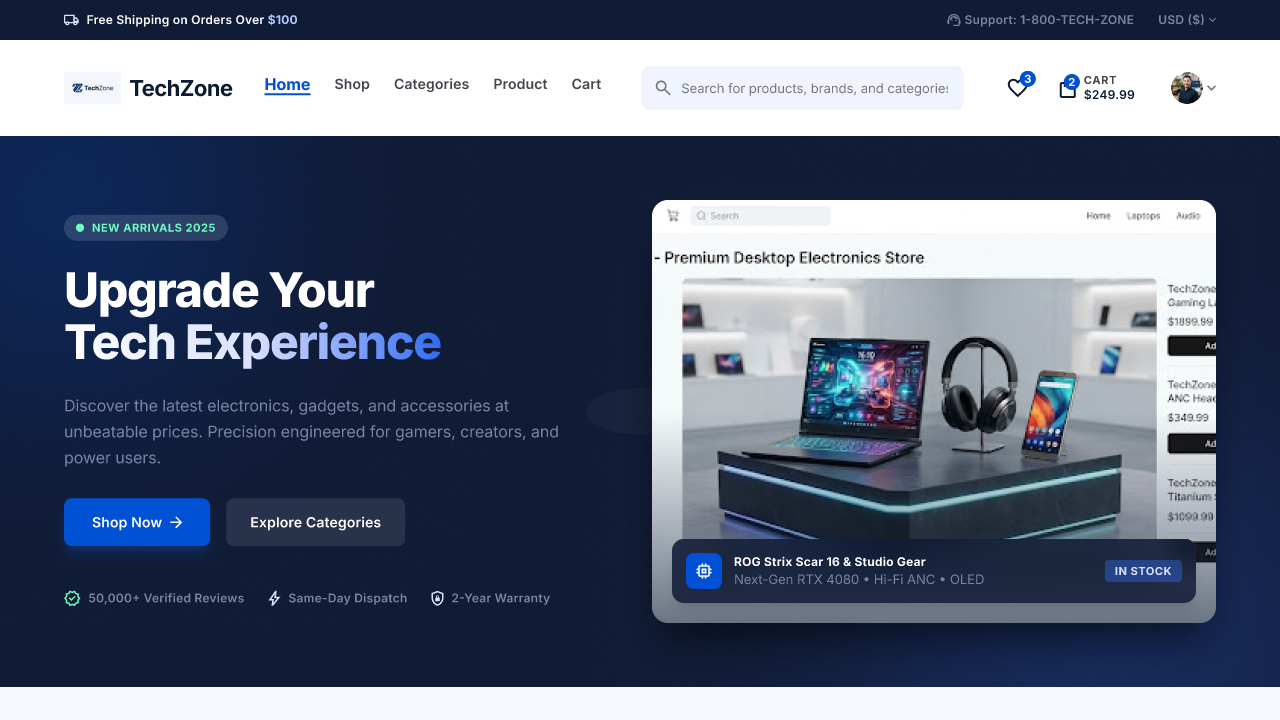 Free Shipping on Orders Over $100
Support: 1-800-TECH-ZONE
USD ($)
TechZone
TechZone
Home
Shop
Categories
Product
Cart
Search for products, brands, and categories
3
2
CART
$249.99
NEW ARRIVALS 2025
Upgrade Your
Tech Experience
Discover the latest electronics, gadgets, and accessories at
unbeatable prices. Precision engineered for gamers, creators, and
power users.
Shop Now
Explore Categories
50,000+ Verified Reviews
Same-Day Dispatch
2-Year Warranty
Search
Home
Laptops
Audio
- Premium Desktop Electronics Store
TechZone
Gaming La
$1899.99
Ad
TechZone
ANC Head
$349.99
Ad
TechZone
Titanium
$1099.99
Ad
ROG Strix Scar 16 & Studio Gear
Next-Gen RTX 4080 • Hi-Fi ANC • OLED
IN STOCK